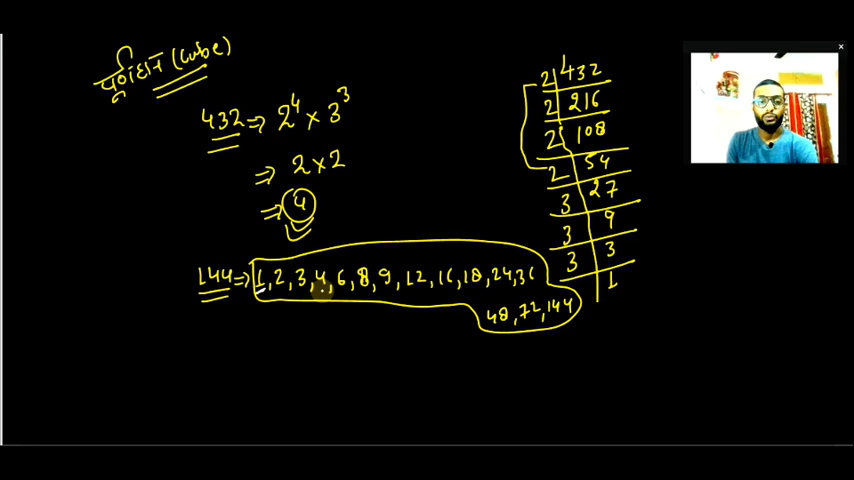 पूर्ण घन (Cube)
432 ⇒ 2⁴ × 3³
⇒ 2 × 2
⇒ 4
144 ⇒ 1, 2, 3, 4, 6, 8, 9, 12, 16, 18, 24, 36
48, 72, 144
2 | 432
2 | 216
2 | 108
2 | 54
3 | 27
3 | 9
3 | 3
| 1